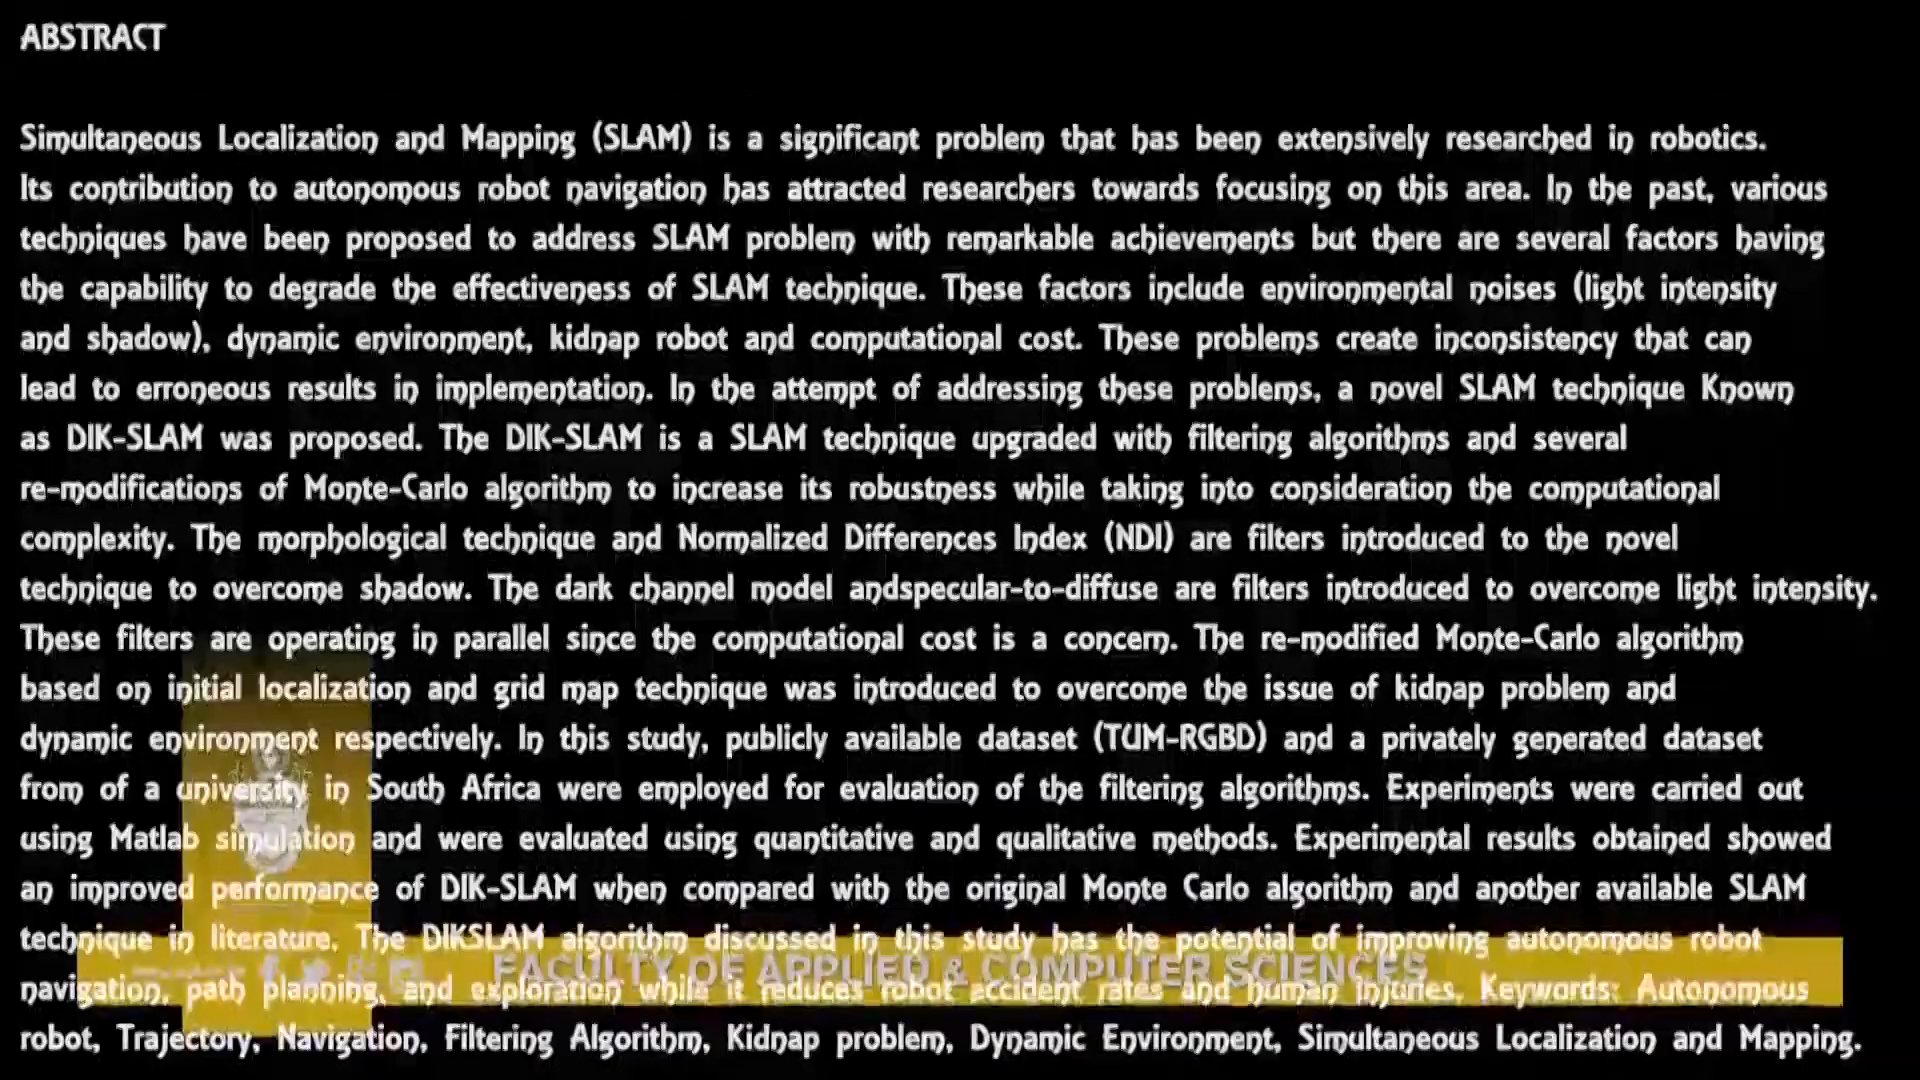 ABSTRACT
Simultaneous Localization and Mapping (SLAM) is a significant problem that has been extensively researched in robotics.
Its contribution to autonomous robot navigation has attracted researchers towards focusing on this area. In the past, various
techniques have been proposed to address SLAM problem with remarkable achievements but there are several factors having
the capability to degrade the effectiveness of SLAM technique. These factors include environmental noises (light intensity
and shadow), dynamic environment, kidnap robot and computational cost. These problems create inconsistency that can
lead to erroneous results in implementation. In the attempt of addressing these problems, a novel SLAM technique Known
as DIK-SLAM was proposed. The DIK-SLAM is a SLAM technique upgraded with filtering algorithms and several
re-modifications of Monte-Carlo algorithm to increase its robustness while taking into consideration the computational
complexity. The morphological technique and Normalized Differences Index (NDI) are filters introduced to the novel
technique to overcome shadow. The dark channel model andspecular-to-diffuse are filters introduced to overcome light intensity.
These filters are operating in parallel since the computational cost is a concern. The re-modified Monte-Carlo algorithm
based on initial localization and grid map technique was introduced to overcome the issue of kidnap problem and
dynamic environment respectively. In this study, publicly available dataset (TUM-RGBD) and a privately generated dataset
from of a university in South Africa were employed for evaluation of the filtering algorithms. Experiments were carried out
using Matlab simulation and were evaluated using quantitative and qualitative methods. Experimental results obtained showed
an improved performance of DIK-SLAM when compared with the original Monte Carlo algorithm and another available SLAM
technique in literature. The DIKSLAM algorithm discussed in this study has the potential of improving autonomous robot
FACULTY OF APPLIED & COMPUTER SCIENCES
navigation, path planning, and exploration while it reduces robot accident rates and human injuries. Keywords: Autonomous
robot, Trajectory, Navigation, Filtering Algorithm, Kidnap problem, Dynamic Environment, Simultaneous Localization and Mapping.